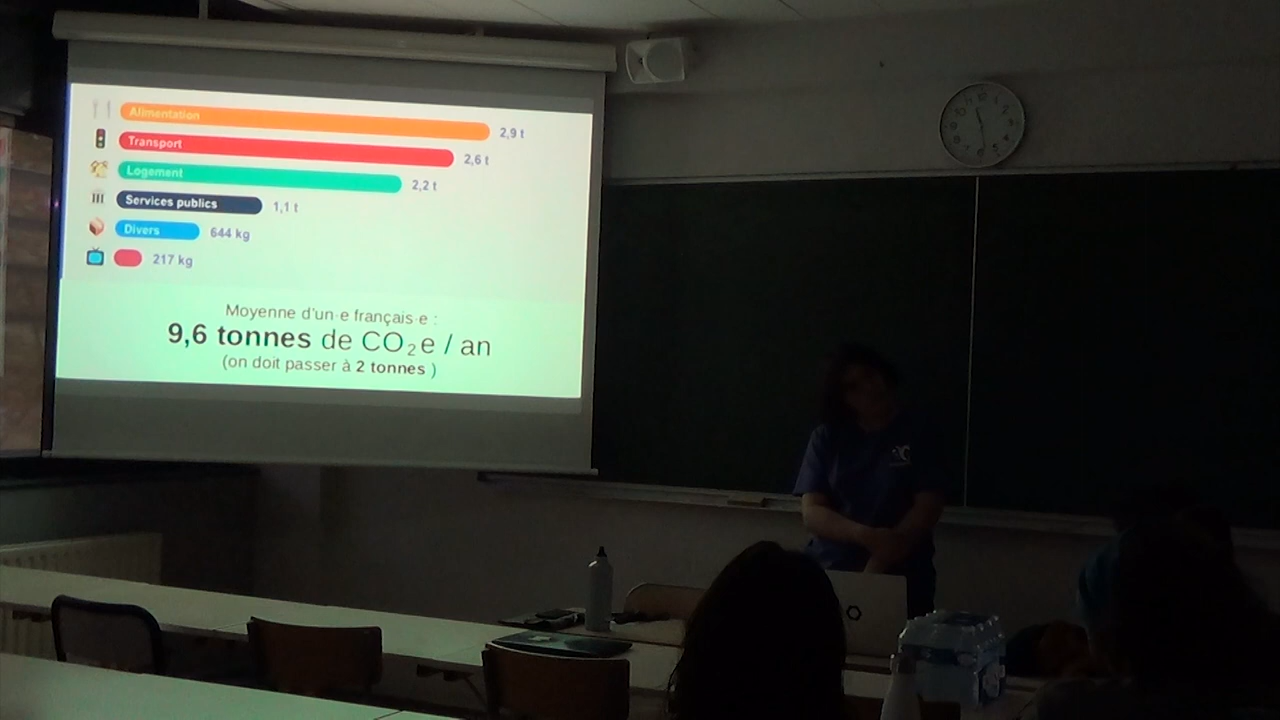 Alimentation 2,9 t
Transport 2,6 t
Logement 2,2 t
Services publics 1,1 t
Divers 644 kg
217 kg
Moyenne d'un·e français·e :
9,6 tonnes de CO₂e / an
(on doit passer à 2 tonnes )